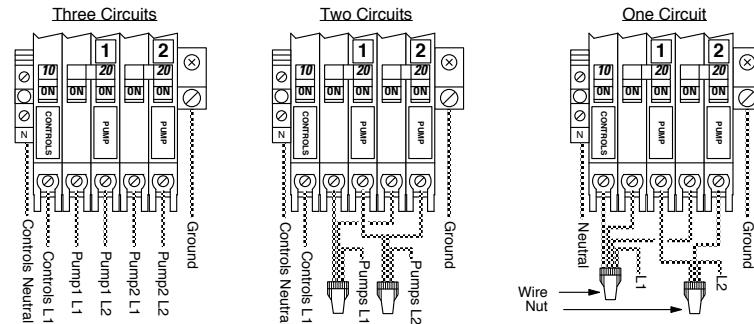 Three Circuits
1 2
10 20 20
ON ON ON ON ON
CONTROLS PUMP PUMP
N
Controls Neutral
Controls L1
Pump1 L1
Pump1 L2
Pump2 L1
Pump2 L2
Ground
Two Circuits
1 2
10 20 20
ON ON ON ON ON
CONTROLS PUMP PUMP
N
Controls Neutral
Controls L1
Pumps L1
Pumps L2
Ground
One Circuit
1 2
10 20 20
ON ON ON ON ON
CONTROLS PUMP PUMP
N
Neutral
L1
L2
Ground
Wire
Nut